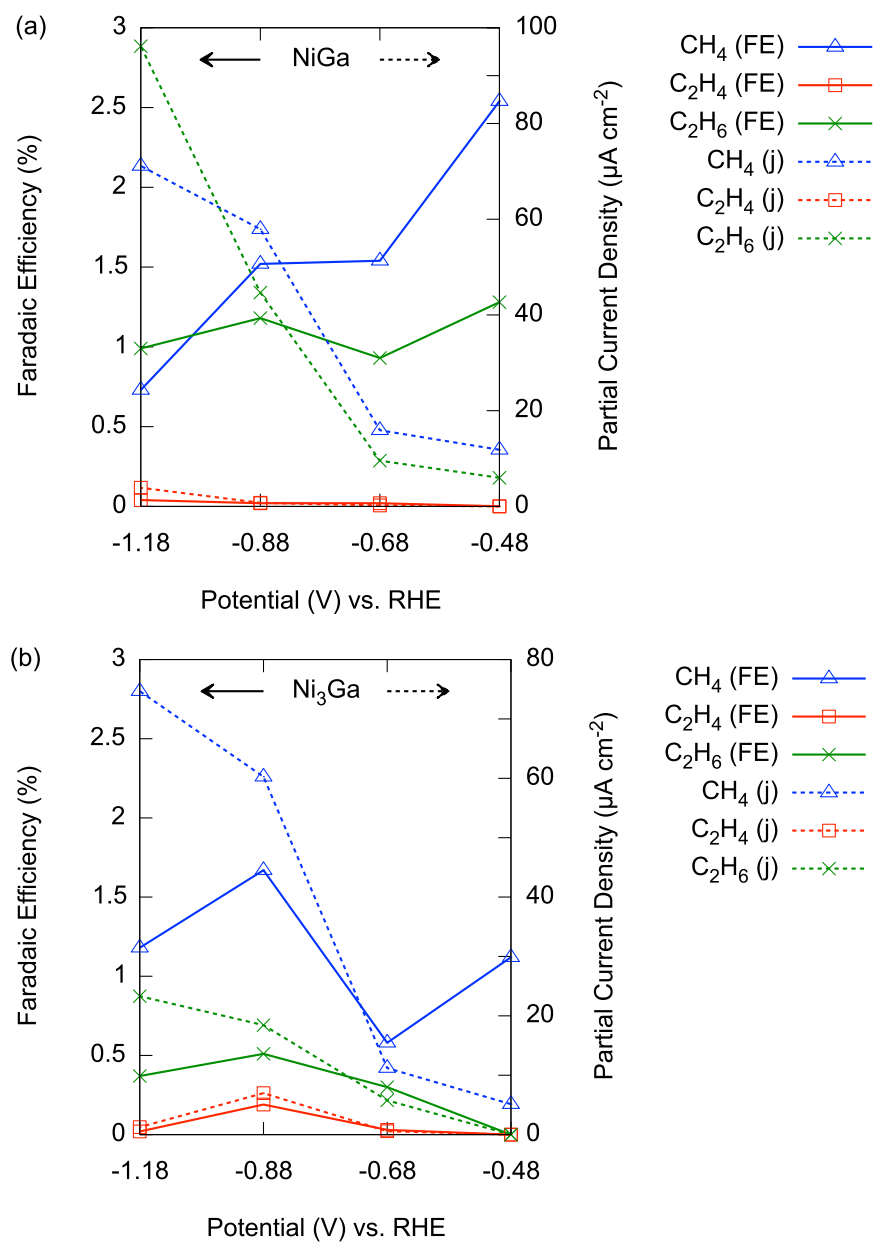 (a)
NiGa
3
2.5
2
1.5
1
0.5
0
100
80
60
40
20
0
-1.18 -0.88 -0.68 -0.48
Faradaic Efficiency (%)
Partial Current Density (µA cm-2)
Potential (V) vs. RHE
CH4 (FE)
C2H4 (FE)
C2H6 (FE)
CH4 (j)
C2H4 (j)
C2H6 (j)
(b)
Ni3Ga
3
2.5
2
1.5
1
0.5
0
80
60
40
20
0
-1.18 -0.88 -0.68 -0.48
Faradaic Efficiency (%)
Partial Current Density (µA cm-2)
Potential (V) vs. RHE
CH4 (FE)
C2H4 (FE)
C2H6 (FE)
CH4 (j)
C2H4 (j)
C2H6 (j)